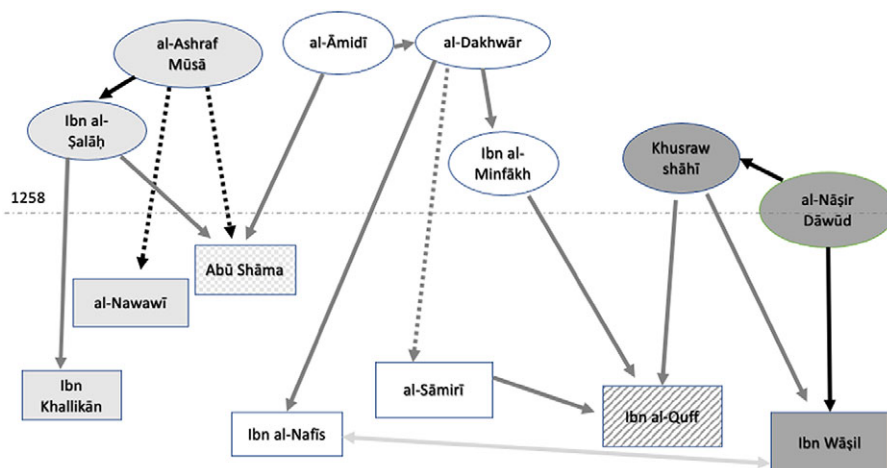 al-Ashraf
Mūsā
al-Āmidī
al-Dakhwār
Ibn al-
Ṣalāḥ
Ibn al-
Minfākh
Khusraw
shāhī
al-Nāṣir
Dāwūd
1258
Abū Shāma
al-Nawawī
Ibn
Khallikān
al-Sāmirī
Ibn al-Quff
Ibn al-Nafīs
Ibn Wāṣil